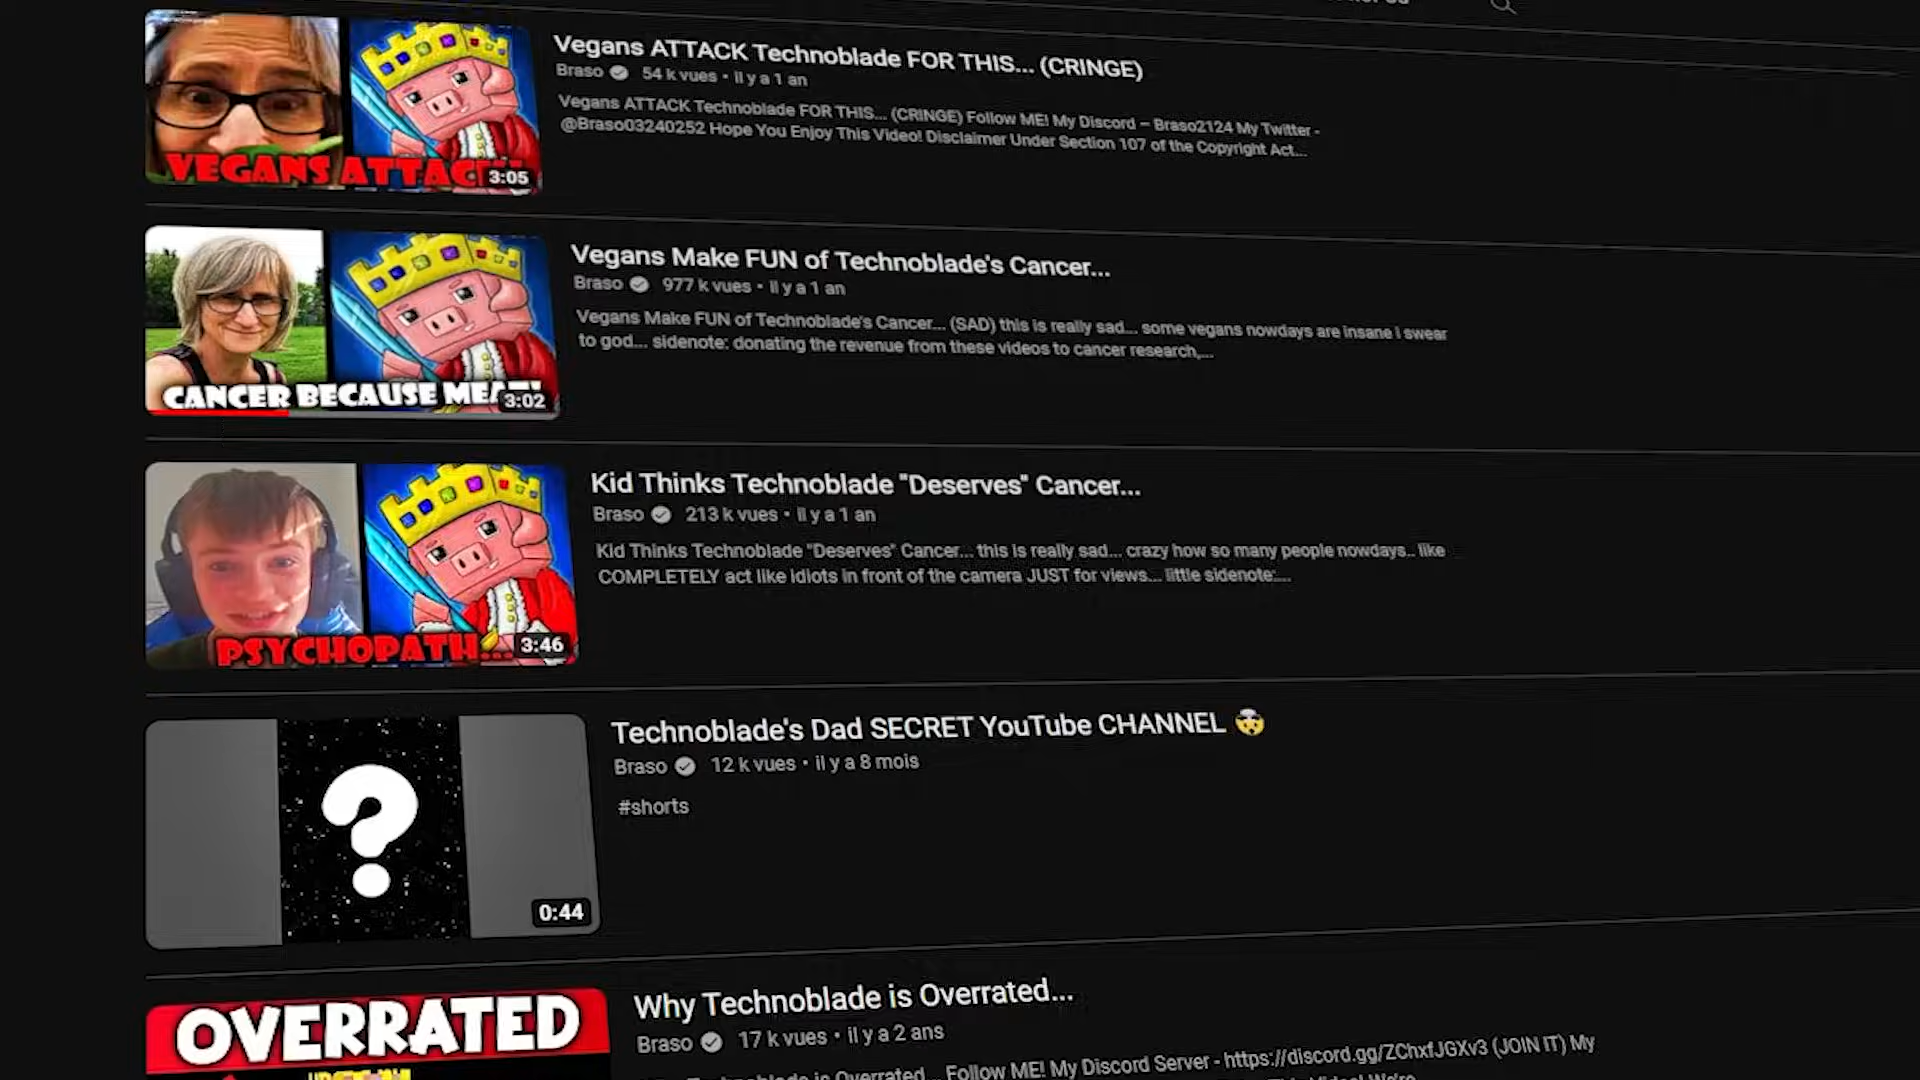 Vegans ATTACK Technoblade FOR THIS... (CRINGE)
Braso 54 k vues • il y a 1 an
Vegans ATTACK Technoblade FOR THIS... (CRINGE) Follow ME! My Discord – Braso2124 My Twitter -
@Braso03240252 Hope You Enjoy This Video! Disclaimer Under Section 107 of the Copyright Act...
VEGANS ATTAC
3:05
Vegans Make FUN of Technoblade's Cancer...
Braso 977 k vues • il y a 1 an
Vegans Make FUN of Technoblade's Cancer... (SAD) this is really sad... some vegans nowdays are insane i swear
to god... sidenote: donating the revenue from these videos to cancer research,...
CANCER BECAUSE
3:02
Kid Thinks Technoblade "Deserves" Cancer...
Braso 213 k vues • il y a 1 an
Kid Thinks Technoblade "Deserves" Cancer... this is really sad... crazy how so many people nowdays.. like
COMPLETELY act like idiots in front of the camera JUST for views... little sidenote:...
PSYCHOPATH...
3:46
Technoblade's Dad SECRET YouTube CHANNEL 🤯
Braso 12 k vues • il y a 8 mois
#shorts
?
0:44
Why Technoblade is Overrated...
Braso 17 k vues • il y a 2 ans
Technoblade is Overrated... Follow ME! My Discord Server - https://discord.gg/ZChxfJGXv3 (JOIN IT) My
OVERRATED